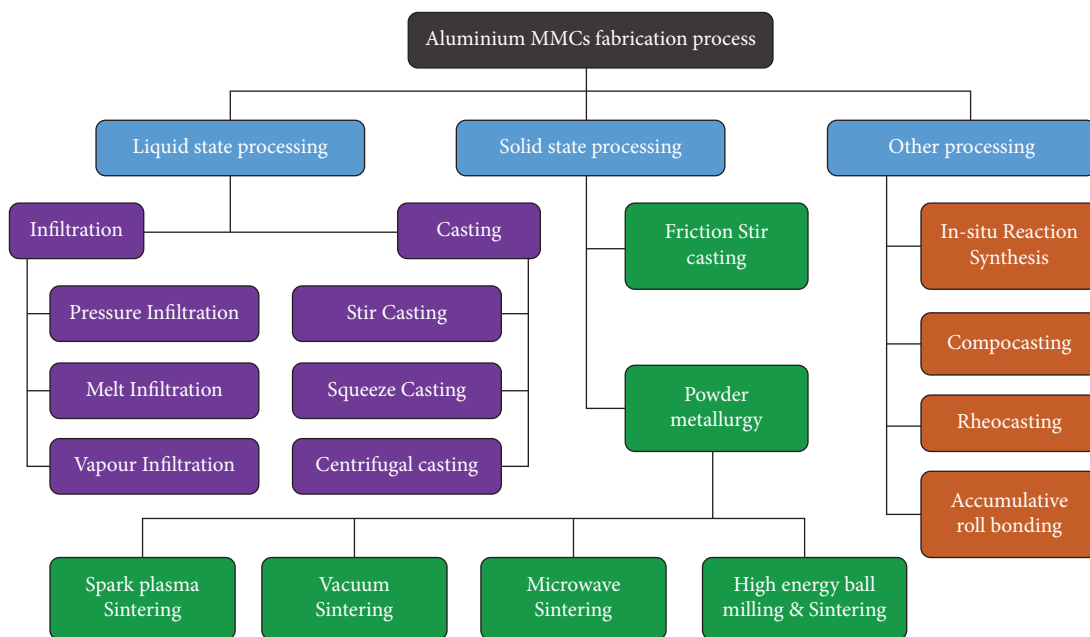 Aluminium MMCs fabrication process
Liquid state processing
Solid state processing
Other processing
Infiltration
Casting
Pressure Infiltration
Melt Infiltration
Vapour Infiltration
Stir Casting
Squeeze Casting
Centrifugal casting
Friction Stir
casting
Powder
metallurgy
Spark plasma
Sintering
Vacuum
Sintering
Microwave
Sintering
High energy ball
milling & Sintering
In-situ Reaction
Synthesis
Compocasting
Rheocasting
Accumulative
roll bonding